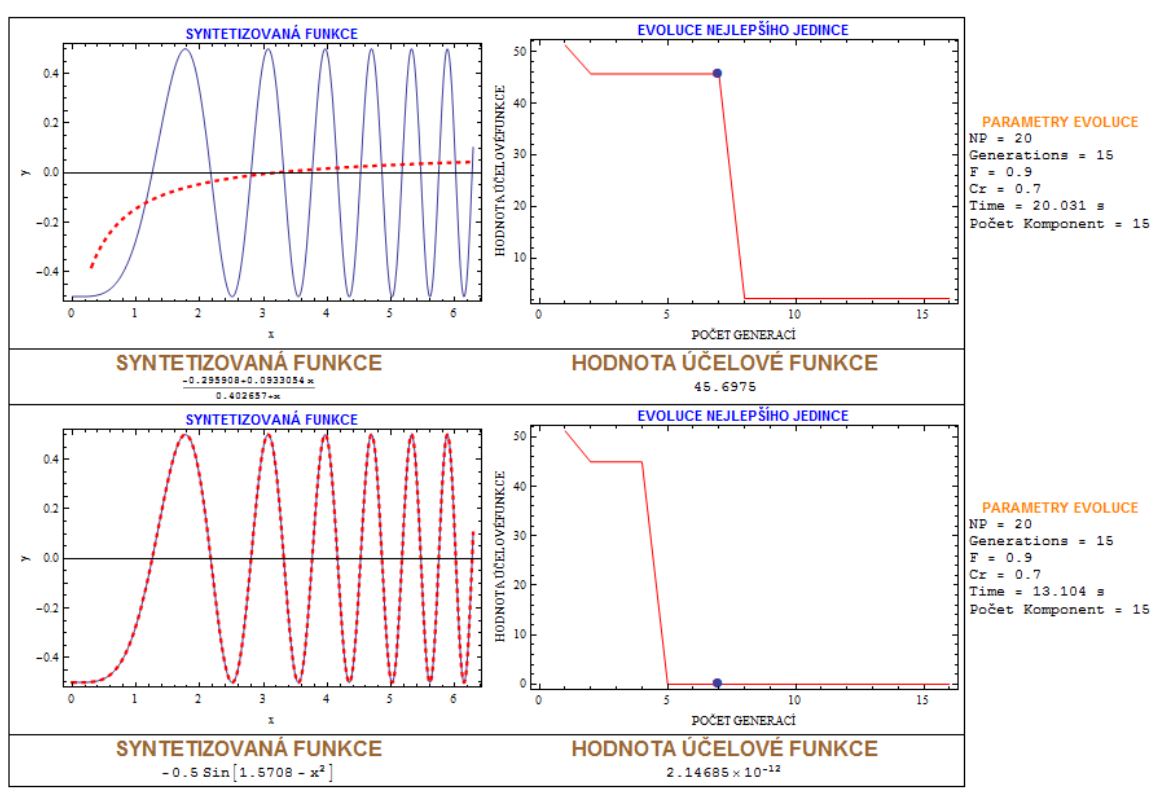 SYNTETIZOVANÁ FUNKCE
0.4
0.2
0.0
-0.2
-0.4
y
0 1 2 3 4 5 6
x
EVOLUCE NEJLEPŠÍHO JEDINCE
50
40
30
20
10
HODNOTA ÚČELOVÉFUNKCE
0 5 10 15
POČET GENERACÍ
PARAMETRY EVOLUCE
NP = 20
Generations = 15
F = 0.9
Cr = 0.7
Time = 20.031 s
Počet Komponent = 15
SYNTETIZOVANÁ FUNKCE
-0.295908+0.0933054 x
0.402657+x
HODNOTA ÚČELOVÉ FUNKCE
45.6975
SYNTETIZOVANÁ FUNKCE
0.4
0.2
0.0
-0.2
-0.4
y
0 1 2 3 4 5 6
x
EVOLUCE NEJLEPŠÍHO JEDINCE
50
40
30
20
10
0
HODNOTA ÚČELOVÉFUNKCE
0 5 10 15
POČET GENERACÍ
PARAMETRY EVOLUCE
NP = 20
Generations = 15
F = 0.9
Cr = 0.7
Time = 13.104 s
Počet Komponent = 15
SYNTETIZOVANÁ FUNKCE
-0.5 Sin[1.5708 - x²]
HODNOTA ÚČELOVÉ FUNKCE
2.14685 × 10⁻¹²